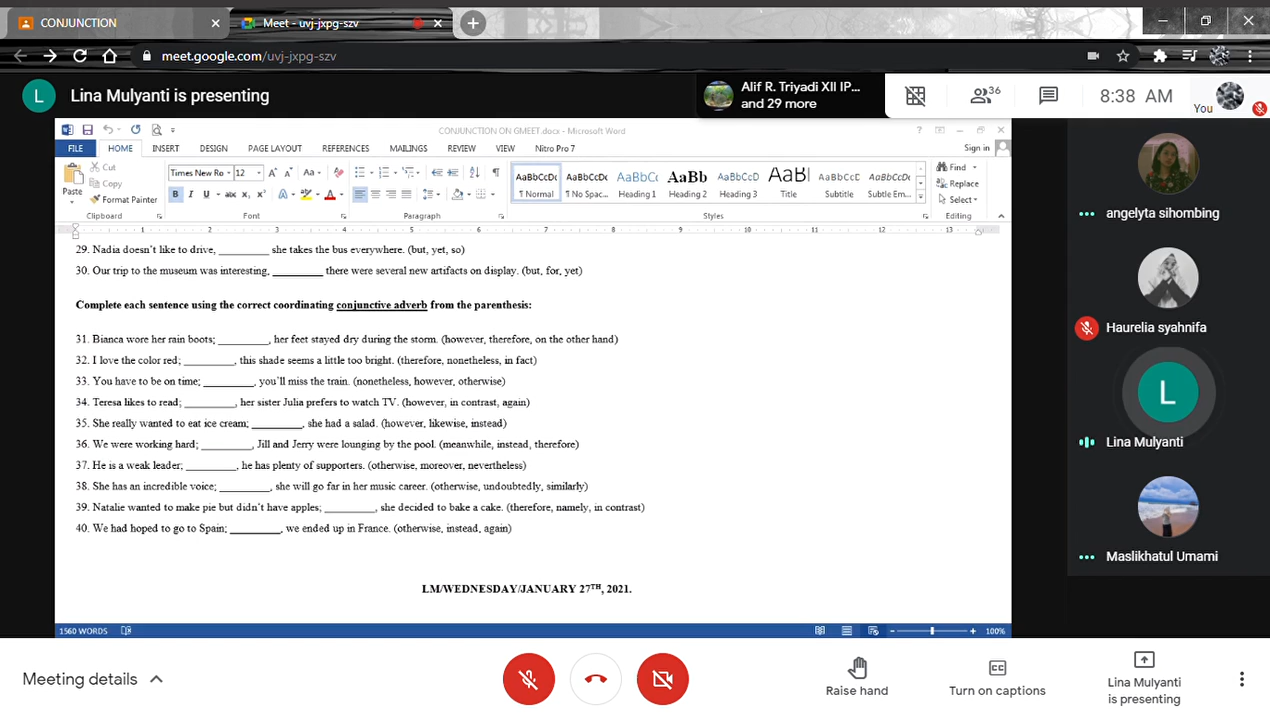 CONJUNCTION
Meet - uvj-jxpg-szv
meet.google.com/uvj-jxpg-szv
L Lina Mulyanti is presenting
Alif R. Triyadi XII IP...
and 29 more
36
8:38 AM
You
CONJUNCTION ON GMEET.docx - Microsoft Word
FILE HOME INSERT DESIGN PAGE LAYOUT REFERENCES MAILINGS REVIEW VIEW Nitro Pro 7 Sign in
Paste
Cut
Copy
Format Painter
Times New Ro 12
AaBbCcDc AaBbCcDc AaBbCc AaBb AaBbCcD AaBl AaBbCcD AaBbCcDc
¶ Normal ¶ No Spac... Heading 1 Heading 2 Heading 3 Title Subtitle Subtle Em...
Find
Replace
Select
Clipboard Font Paragraph Styles Editing
1 2 3 4 5 6 7 8 9 10 11 12 13
29. Nadia doesn't like to drive, _________ she takes the bus everywhere. (but, yet, so)
30. Our trip to the museum was interesting, _________ there were several new artifacts on display. (but, for, yet)
Complete each sentence using the correct coordinating conjunctive adverb from the parenthesis:
31. Bianca wore her rain boots; _________, her feet stayed dry during the storm. (however, therefore, on the other hand)
32. I love the color red; _________, this shade seems a little too bright. (therefore, nonetheless, in fact)
33. You have to be on time; _________, you'll miss the train. (nonetheless, however, otherwise)
34. Teresa likes to read; _________, her sister Julia prefers to watch TV. (however, in contrast, again)
35. She really wanted to eat ice cream; _________, she had a salad. (however, likewise, instead)
36. We were working hard; _________, Jill and Jerry were lounging by the pool. (meanwhile, instead, therefore)
37. He is a weak leader; _________, he has plenty of supporters. (otherwise, moreover, nevertheless)
38. She has an incredible voice; _________, she will go far in her music career. (otherwise, undoubtedly, similarly)
39. Natalie wanted to make pie but didn't have apples; _________, she decided to bake a cake. (therefore, namely, in contrast)
40. We had hoped to go to Spain; _________, we ended up in France. (otherwise, instead, again)
LM/WEDNESDAY/JANUARY 27TH, 2021.
1560 WORDS
100%
angelyta sihombing
Haurelia syahnifa
L
Lina Mulyanti
Maslikhatul Umami
Meeting details
Raise hand
Turn on captions
Lina Mulyanti
is presenting